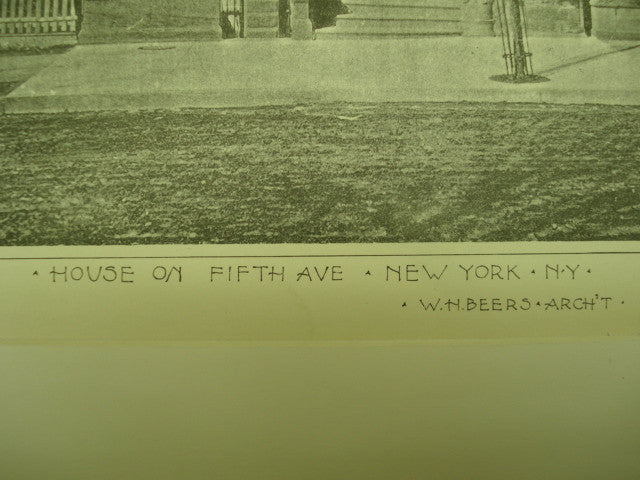 · HOUSE ON FIFTH AVE · NEW YORK · N·Y ·
· W.H.BEERS · ARCH'T ·